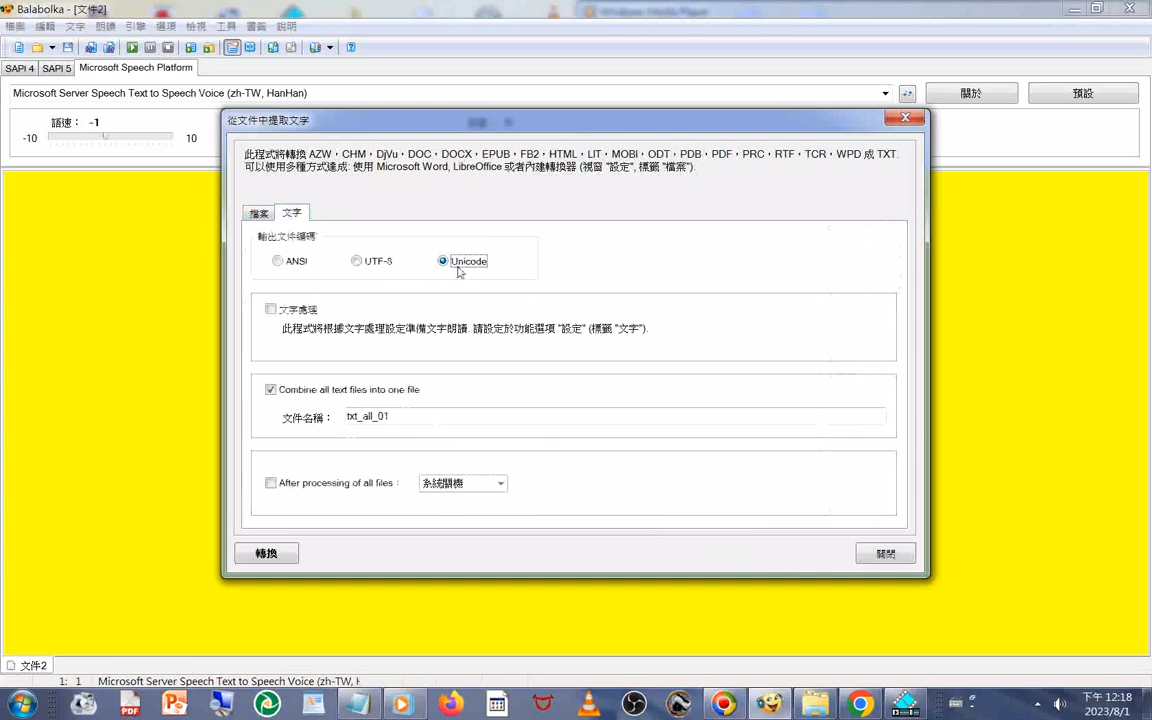 Balabolka - [文件2]
檔案 編輯 文字 朗讀 引擎 選項 檢視 工具 書籤 說明
SAPI 4 SAPI 5 Microsoft Speech Platform
Microsoft Server Speech Text to Speech Voice (zh-TW, HanHan)
關於
預設
語速： -1
-10
10
從文件中提取文字
此程式將轉換 AZW，CHM，DjVu，DOC，DOCX，EPUB，FB2，HTML，LIT，MOBI，ODT，PDB，PDF，PRC，RTF，TCR，WPD 成 TXT.
可以使用多種方式達成: 使用 Microsoft Word, LibreOffice 或者內建轉換器 (視窗 "設定", 標籤 "檔案").
檔案 文字
輸出文件編碼
ANSI UTF-8 Unicode
文字處理
此程式將根據文字處理設定準備文字朗讀. 請設定於功能選項 "設定" (標籤 "文字").
Combine all text files into one file
文件名稱： txt_all_01
After processing of all files： 系統關機
轉換
關閉
文件2
1: 1 Microsoft Server Speech Text to Speech Voice (zh-TW, H
下午 12:18
2023/8/1